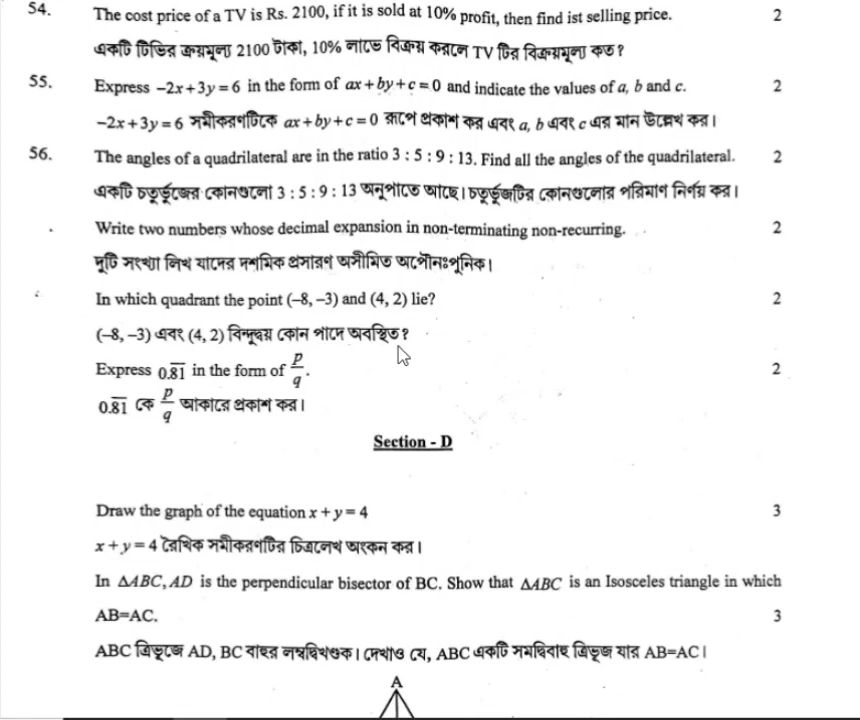 54. The cost price of a TV is Rs. 2100, if it is sold at 10% profit, then find ist selling price. 2
একটি টিভির ক্রয়মূল্য 2100 টাকা, 10% লাভে বিক্রয় করলে TV টির বিক্রয়মূল্য কত?
55. Express −2x+3y=6 in the form of ax+by+c=0 and indicate the values of a, b and c. 2
−2x+3y=6 সমীকরণটিকে ax+by+c=0 রূপে প্রকাশ কর এবং a, b এবং c এর মান উল্লেখ কর।
56. The angles of a quadrilateral are in the ratio 3 : 5 : 9 : 13. Find all the angles of the quadrilateral. 2
একটি চতুর্ভুজের কোনগুলো 3 : 5 : 9 : 13 অনুপাতে আছে। চতুর্ভুজটির কোনগুলোর পরিমাণ নির্ণয় কর।
Write two numbers whose decimal expansion in non-terminating non-recurring. 2
দুটি সংখ্যা লিখ যাদের দশমিক প্রসারণ অসীমিত অপৌনঃপুনিক।
In which quadrant the point (−8, −3) and (4, 2) lie? 2
(−8, −3) এবং (4, 2) বিন্দুদ্বয় কোন পাদে অবস্থিত?
Express 0.8̅1̅ in the form of p/q. 2
0.8̅1̅ কে p/q আকারে প্রকাশ কর।
Section - D
Draw the graph of the equation x + y = 4 3
x + y = 4 রৈখিক সমীকরণটির চিত্রলেখ অংকন কর।
In ΔABC, AD is the perpendicular bisector of BC. Show that ΔABC is an Isosceles triangle in which
AB=AC. 3
ABC ত্রিভূজে AD, BC বাহুর লম্বদ্বিখণ্ডক। দেখাও যে, ABC একটি সমদ্বিবাহু ত্রিভূজ যার AB=AC।
A